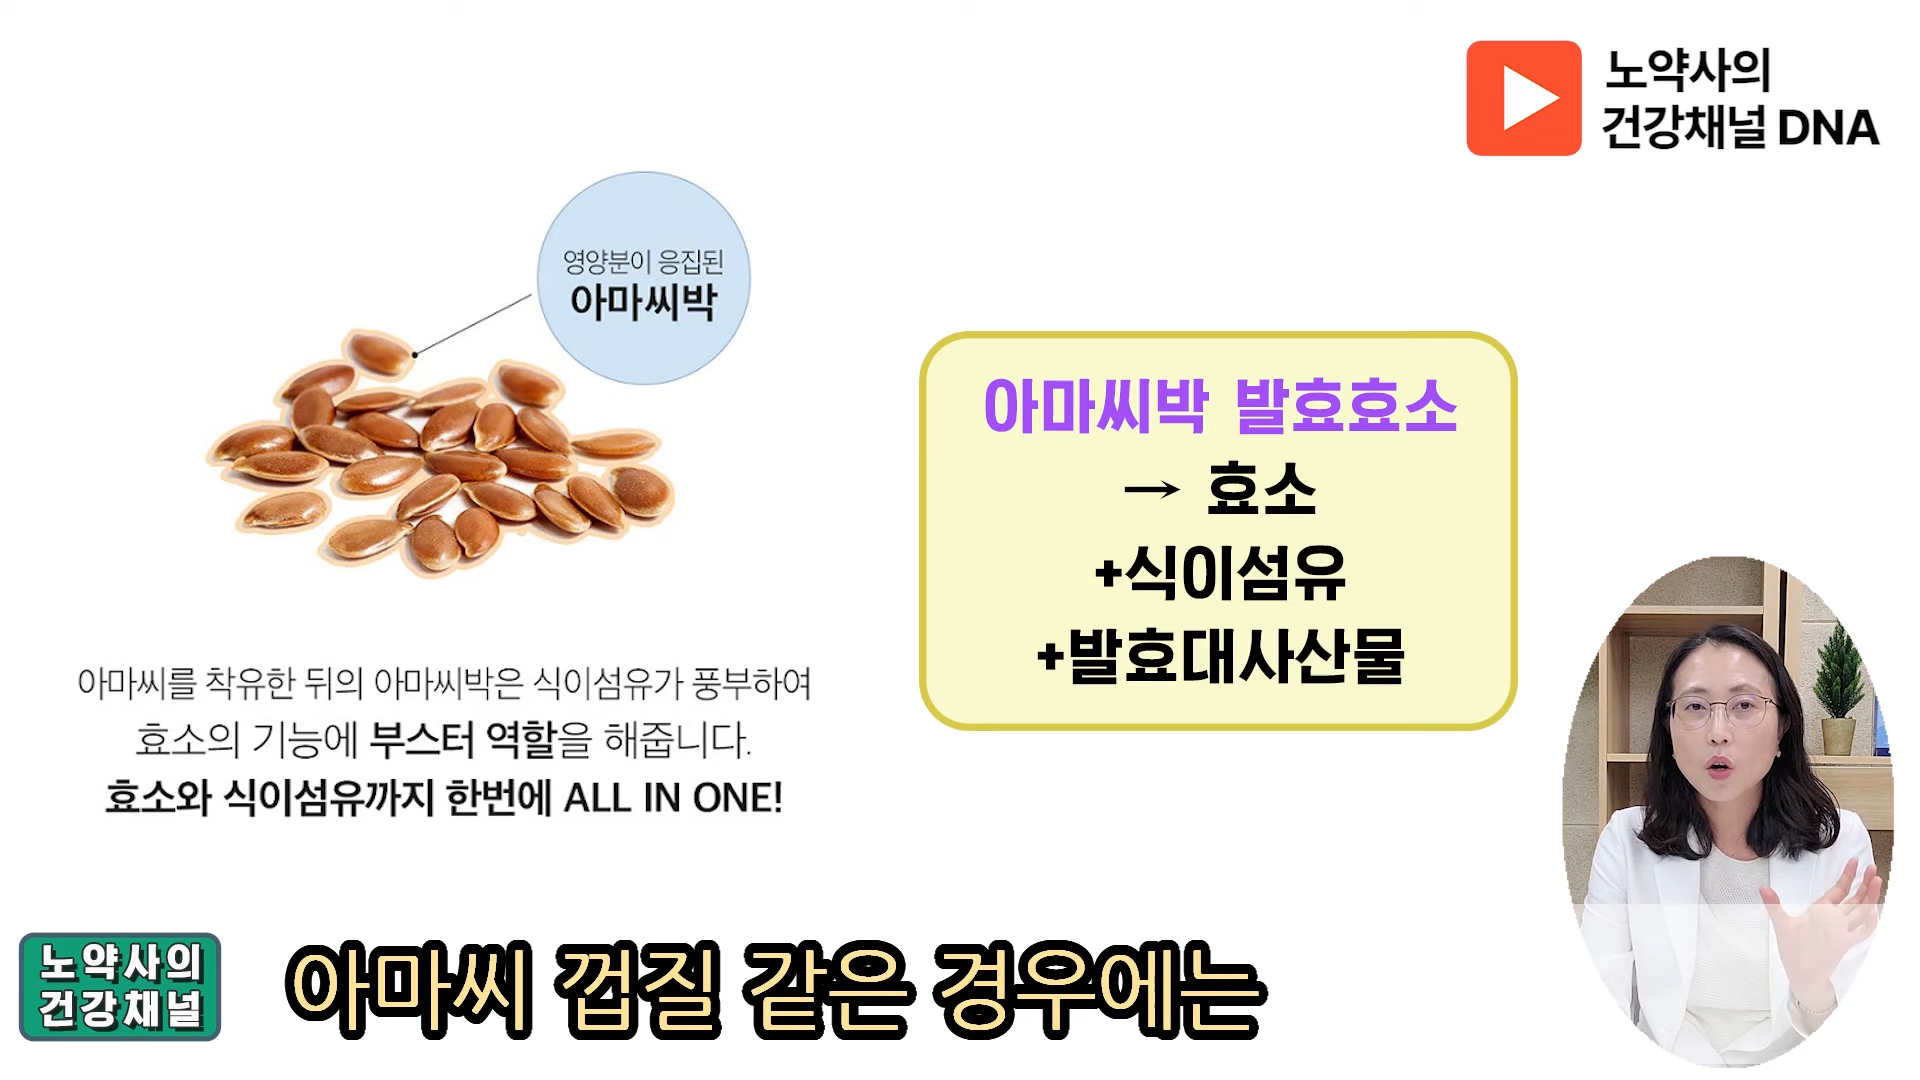 노약사의
건강채널 DNA
영양분이 응집된
아마씨박
아마씨를 착유한 뒤의 아마씨박은 식이섬유가 풍부하여
효소의 기능에 부스터 역할을 해줍니다.
효소와 식이섬유까지 한번에 ALL IN ONE!
아마씨박 발효효소
→ 효소
+식이섬유
+발효대사산물
노약사의
건강채널
아마씨 껍질 같은 경우에는